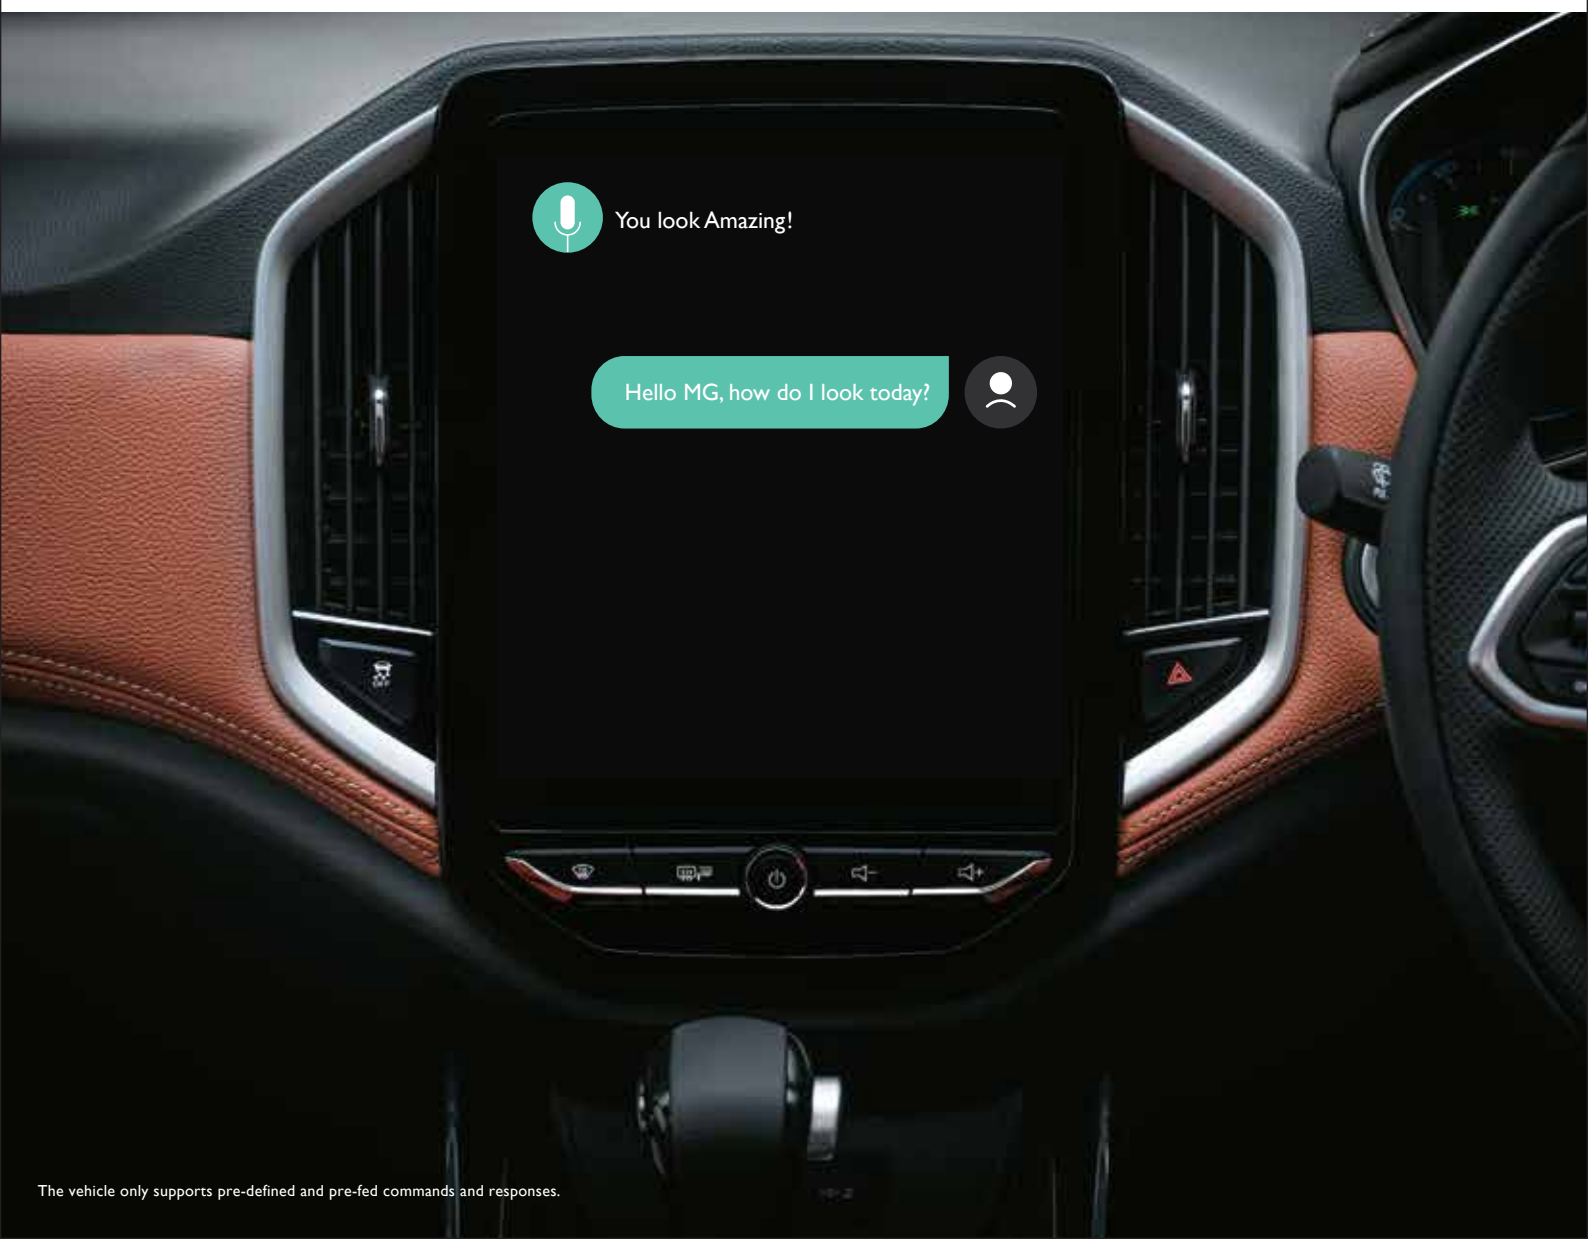 You look Amazing!
Hello MG, how do I look today?
OFF
The vehicle only supports pre-defined and pre-fed commands and responses.